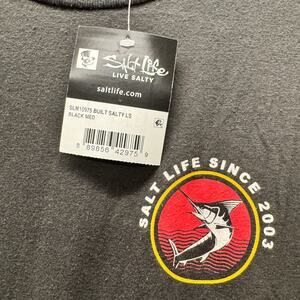 Salt Life
LIVE SALTY
saltlife.com
SLM10975 BUILT SALTY LS
BLACK MED
8 89856 42975 9
SALT LIFE SINCE 2003